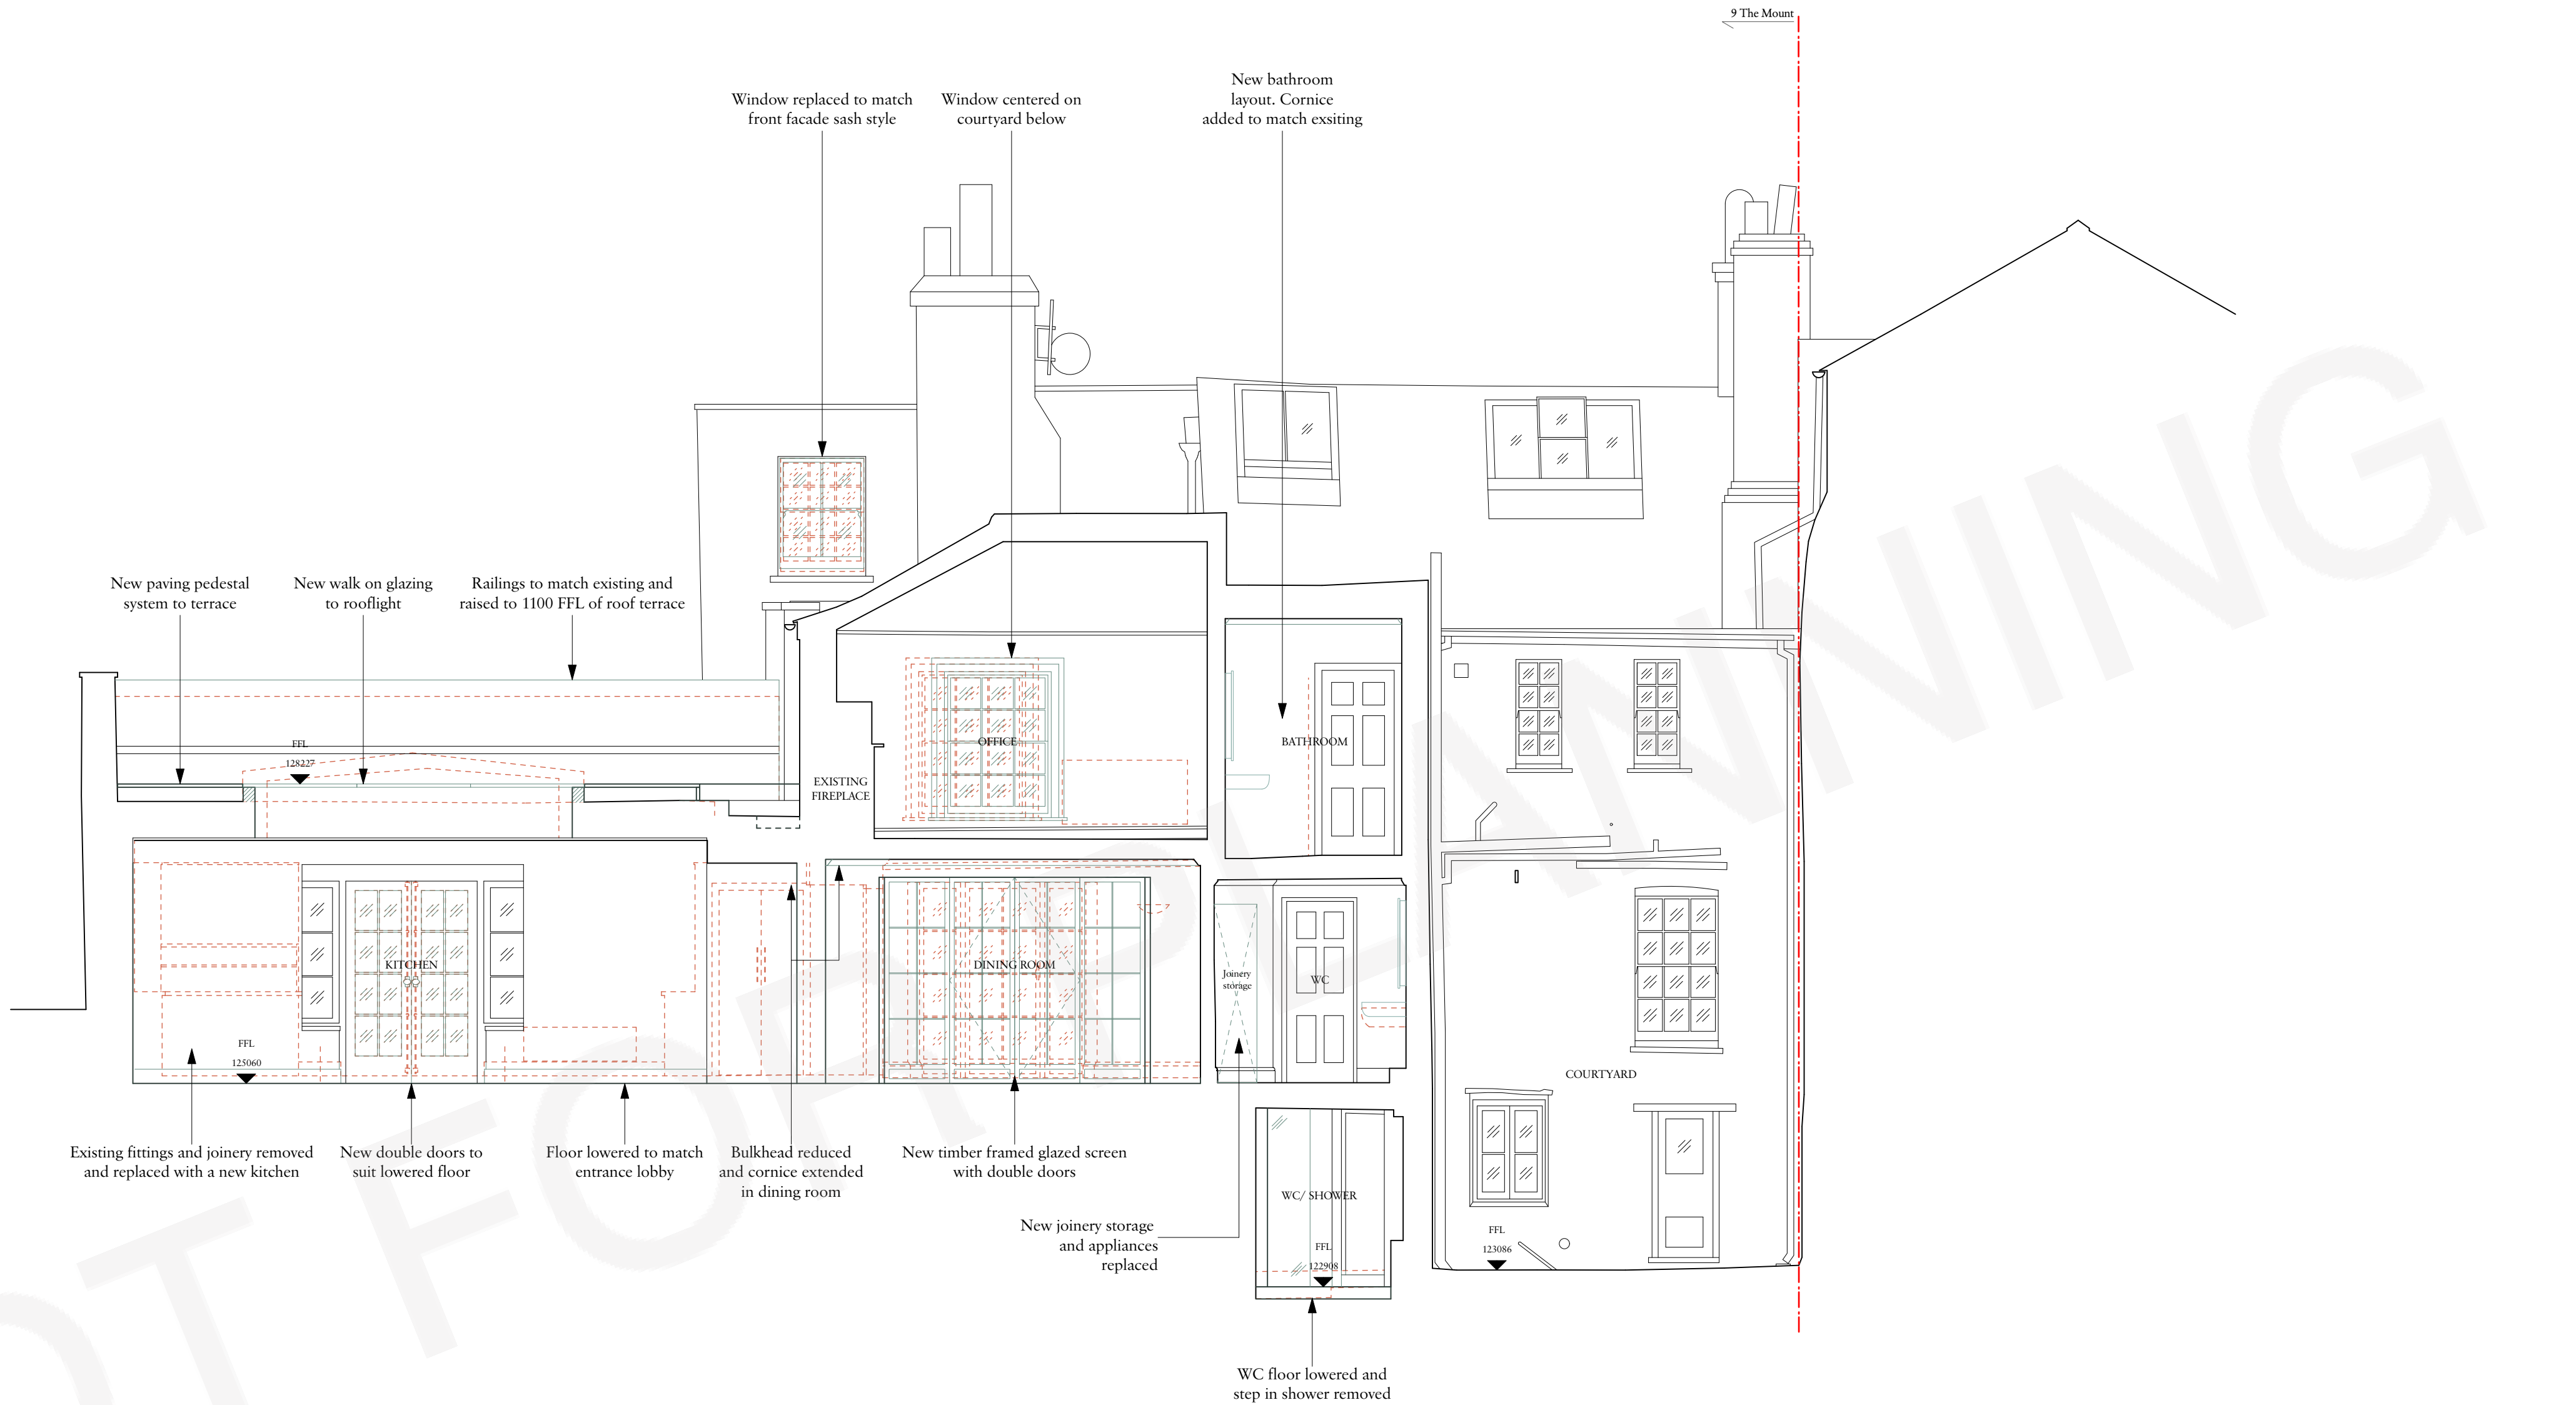 9 The Mount
New bathroom
layout. Cornice
added to match exsiting
Window replaced to match
front facade sash style
Window centered on
courtyard below
New paving pedestal
system to terrace
New walk on glazing
to rooflight
Railings to match existing and
raised to 1100 FFL of roof terrace
FFL
128227
EXISTING
FIREPLACE
OFFICE
BATHROOM
KITCHEN
DINING ROOM
Joinery
storage
WC
FFL
125060
COURTYARD
Existing fittings and joinery removed
and replaced with a new kitchen
New double doors to
suit lowered floor
Floor lowered to match
entrance lobby
Bulkhead reduced
and cornice extended
in dining room
New timber framed glazed screen
with double doors
WC/ SHOWER
New joinery storage
and appliances
replaced
FFL
122908
FFL
123086
WC floor lowered and
step in shower removed
OT FOR PLANNING